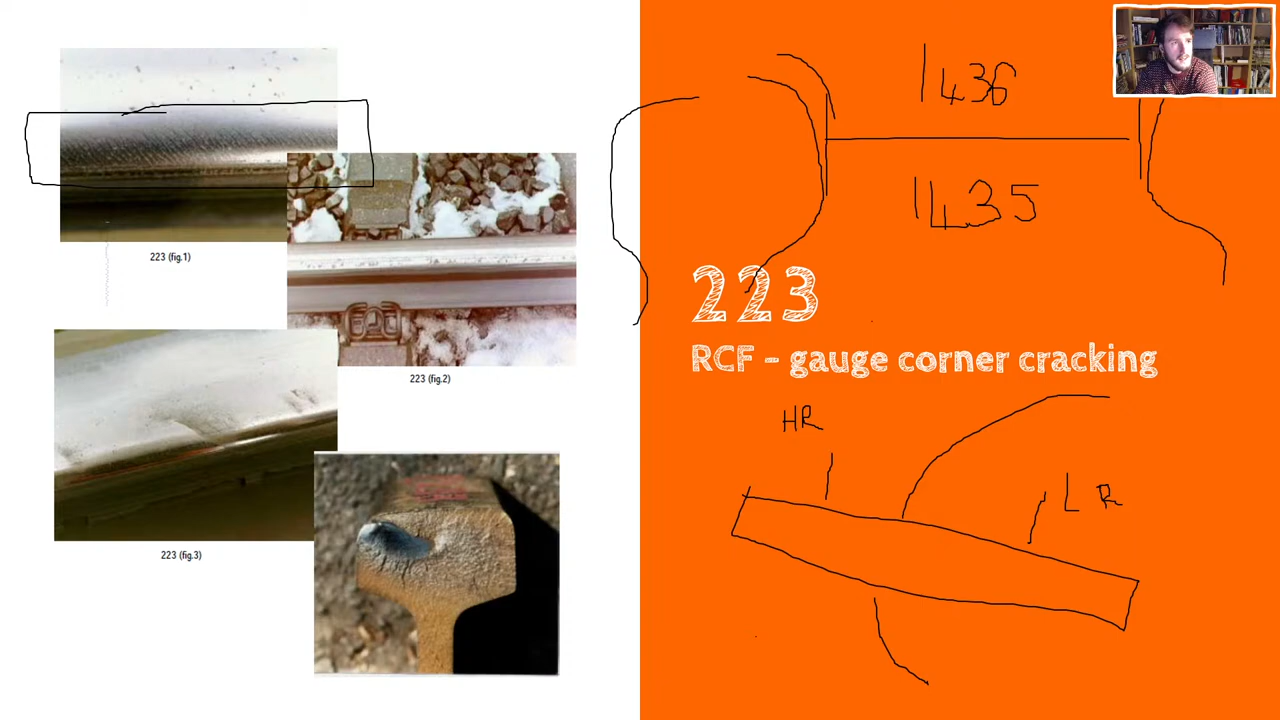 223 (fig.1)
223 (fig.2)
223 (fig.3)
1436
1435
223
RCF - gauge corner cracking
HR
LR